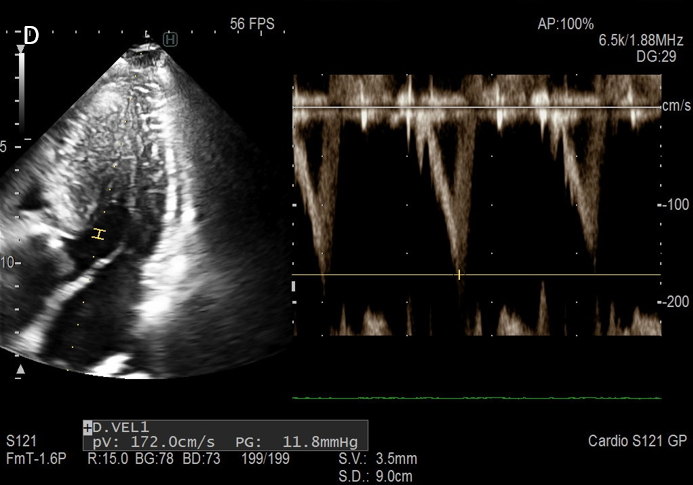 D
H
56 FPS
AP:100%
6.5k/1.88MHz
DG:29
cm/s
5
10
-100
-200
+D.VEL1
pV: 172.0cm/s PG: 11.8mmHg
S121
Cardio S121 GP
FmT-1.6P R:15.0 BG:78 BD:73 199/199 S.V.: 3.5mm
S.D.: 9.0cm